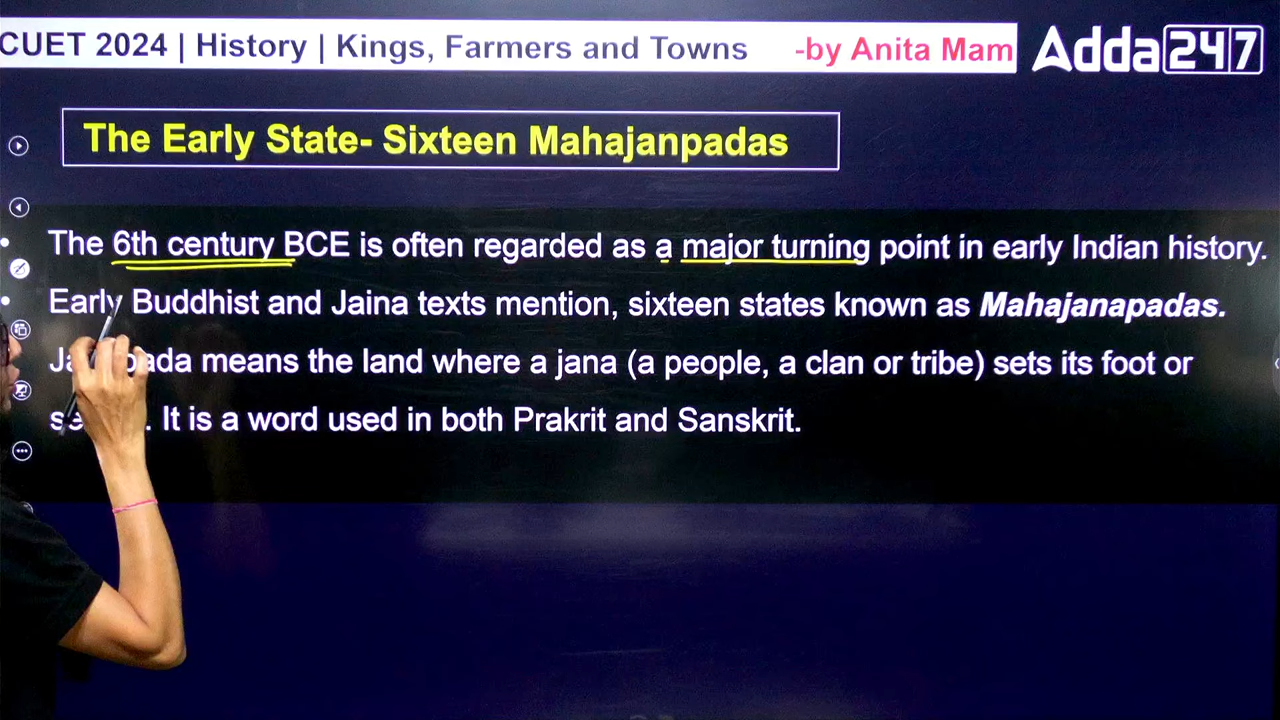 CUET 2024 | History | Kings, Farmers and Towns -by Anita Mam Adda247
The Early State- Sixteen Mahajanpadas
• The 6th century BCE is often regarded as a major turning point in early Indian history.
• Early Buddhist and Jaina texts mention, sixteen states known as Mahajanapadas.
means the land where a jana (a people, a clan or tribe) sets its foot or
It is a word used in both Prakrit and Sanskrit.